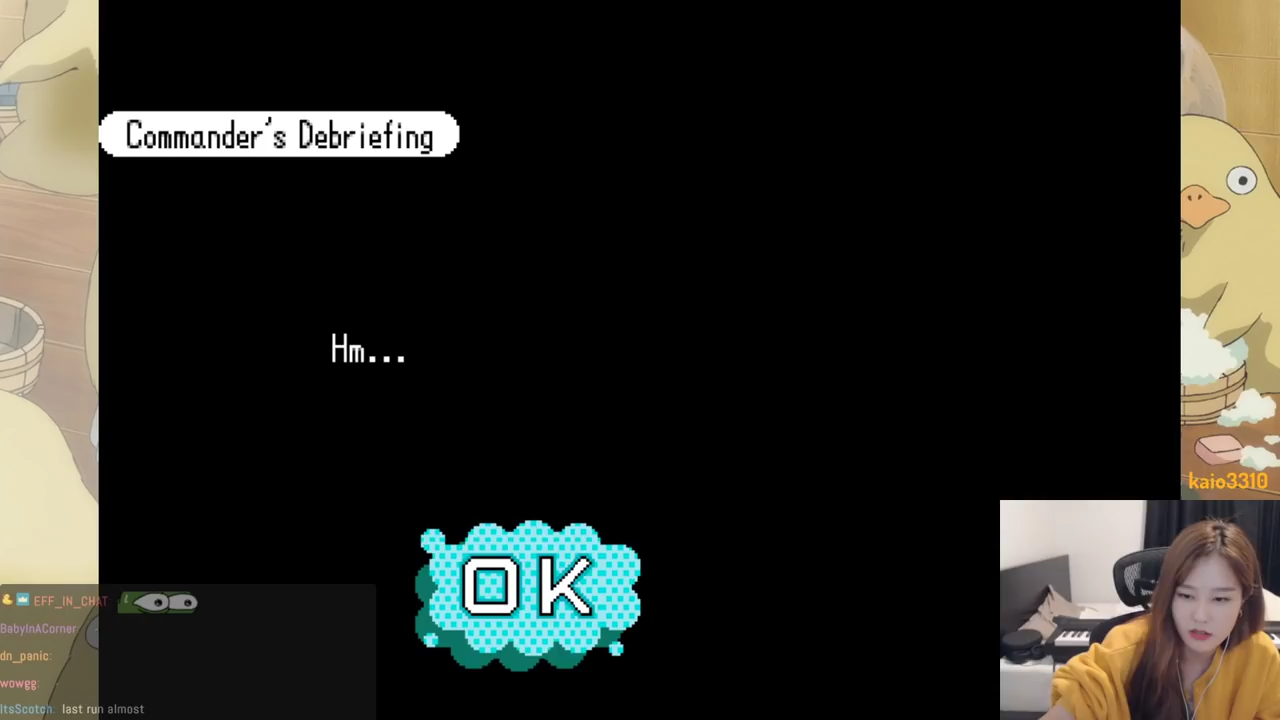 Commander's Debriefing
Hm...
OK
kaio3310
EFF_IN_CHAT
BabyInACorner
dn_panic:
wowgg:
ItsScotch: last run almost